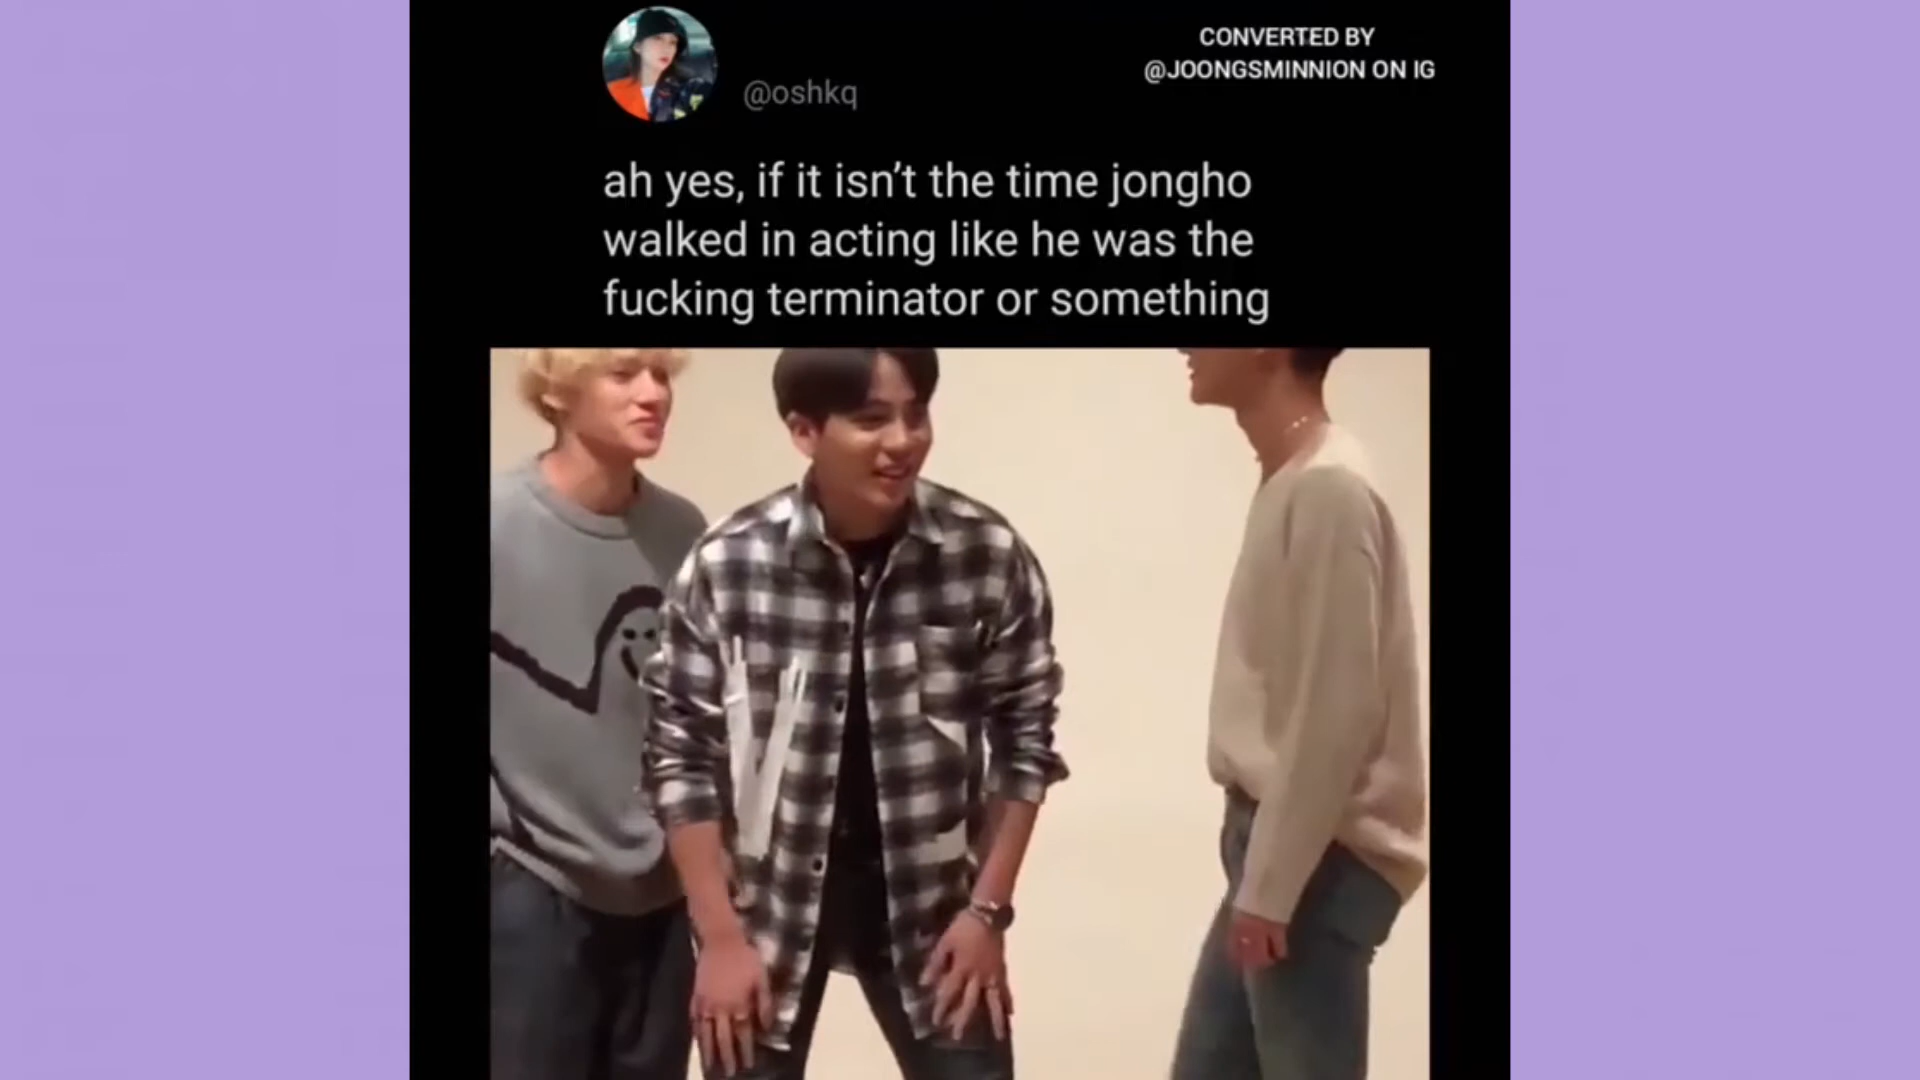 @oshkq
CONVERTED BY
@JOONGSMINNION ON IG
ah yes, if it isn't the time jongho
walked in acting like he was the
fucking terminator or something